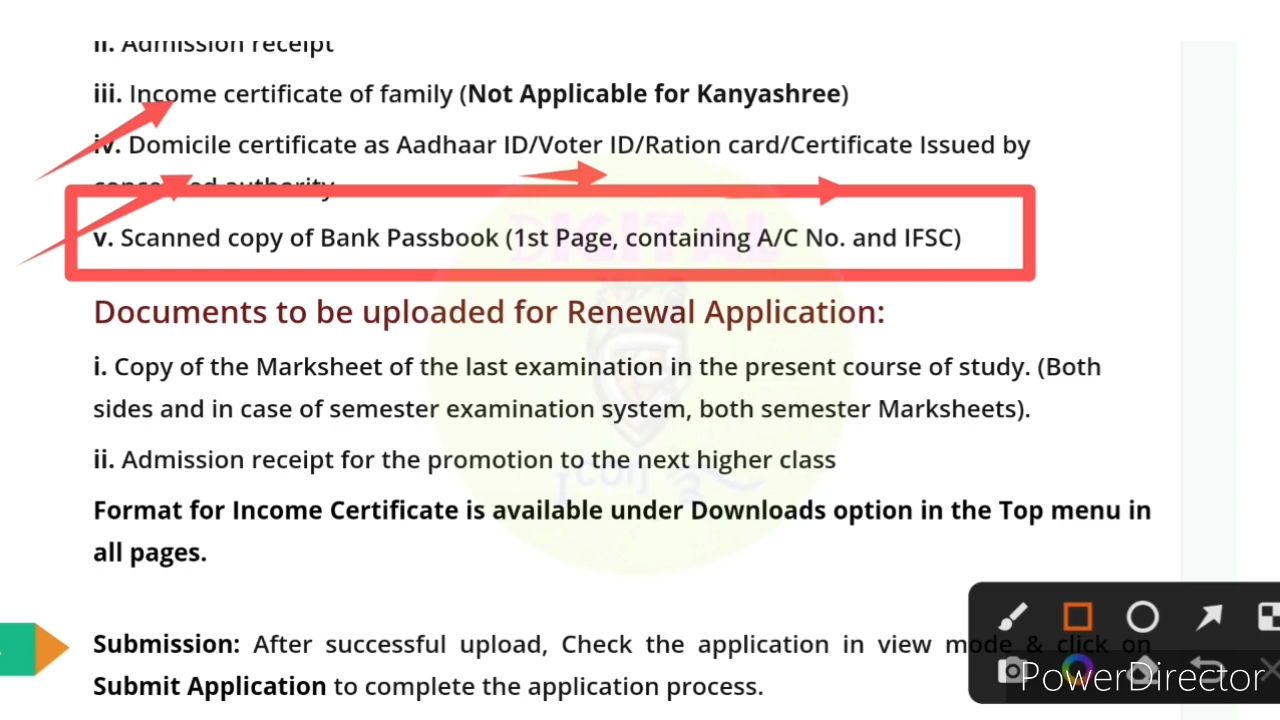 ii. Admission receipt
iii. Income certificate of family (Not Applicable for Kanyashree)
iv. Domicile certificate as Aadhaar ID/Voter ID/Ration card/Certificate Issued by
concerned authority
v. Scanned copy of Bank Passbook (1st Page, containing A/C No. and IFSC)
DIGITAL
Documents to be uploaded for Renewal Application:
i. Copy of the Marksheet of the last examination in the present course of study. (Both
sides and in case of semester examination system, both semester Marksheets).
ii. Admission receipt for the promotion to the next higher class
Format for Income Certificate is available under Downloads option in the Top menu in
all pages.
Submission: After successful upload, Check the application in view mode & click on
Submit Application to complete the application process.
PowerDirector